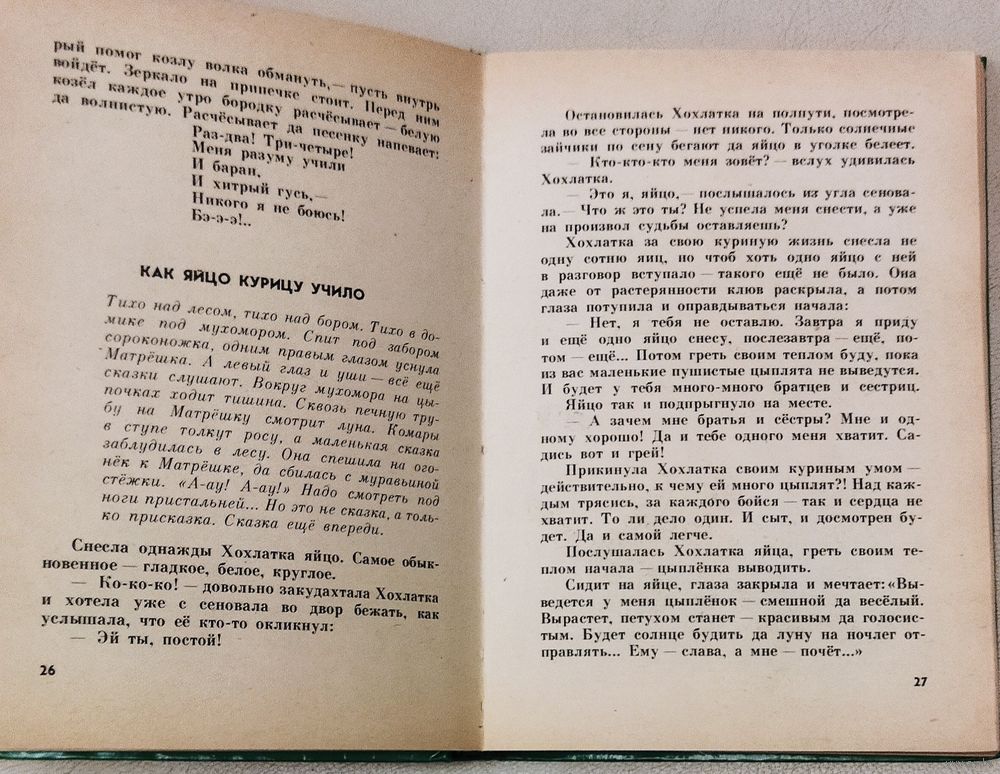 рый помог козлу волка обмануть,— пусть внутрь
войдёт. Зеркало на припечке стоит. Перед ним
козёл каждое утро бородку расчёсывает — белую
да волнистую. Расчёсывает да песенку напевает:
Раз-два! Три-четыре!
Меня разуму учили
И баран,
И хитрый гусь,—
Никого я не боюсь!
Бэ-э-э!..
КАК ЯЙЦО КУРИЦУ УЧИЛО
Тихо над лесом, тихо над бором. Тихо в до-
мике под мухомором. Спит под забором
сороконожка, одним правым глазом уснула
Матрёшка. А левый глаз и уши — всё ещё
сказки слушают. Вокруг мухомора на цы-
почках ходит тишина. Сквозь печную тру-
бу на Матрёшку смотрит луна. Комары
в ступе толкут росу, а маленькая сказка
заблудилась в лесу. Она спешила на ого-
нёк к Матрёшке, да сбилась с муравьиной
стёжки. «А-ау! А-ау!» Надо смотреть под
ноги пристальней... Но это не сказка, а толь-
ко присказка. Сказка ещё впереди.
Снесла однажды Хохлатка яйцо. Самое обык-
новенное — гладкое, белое, круглое.
— Ко-ко-ко! — довольно закудахтала Хохлатка
и хотела уже с сеновала во двор бежать, как
услышала, что её кто-то окликнул:
— Эй ты, постой!
26
Остановилась Хохлатка на полпути, посмотре-
ла во все стороны — нет никого. Только солнечные
зайчики по сену бегают да яйцо в уголке белеет.
— Кто-кто-кто меня зовёт? — вслух удивилась
Хохлатка.
— Это я, яйцо,— послышалось из угла сенова-
ла.— Что ж это ты? Не успела меня снести, а уже
на произвол судьбы оставляешь?
Хохлатка за свою куриную жизнь снесла не
одну сотню яиц, но чтоб хоть одно яйцо с ней
в разговор вступало — такого ещё не было. Она
даже от растерянности клюв раскрыла, а потом
глаза потупила и оправдываться начала:
— Нет, я тебя не оставлю. Завтра я приду
и ещё одно яйцо снесу, послезавтра — ещё, по-
том — ещё... Потом греть своим теплом буду, пока
из вас маленькие пушистые цыплята не выведутся.
И будет у тебя много-много братцев и сестриц.
Яйцо так и подпрыгнуло на месте.
— А зачем мне братья и сёстры? Мне и од-
ному хорошо! Да и тебе одного меня хватит. Са-
дись вот и грей!
Прикинула Хохлатка своим куриным умом —
действительно, к чему ей много цыплят?! Над каж-
дым трясись, за каждого бойся — так и сердца не
хватит. То ли дело один. И сыт, и досмотрен бу-
дет. Да и самой легче.
Послушалась Хохлатка яйца, греть своим те-
плом начала — цыплёнка выводить.
Сидит на яйце, глаза закрыла и мечтает: «Вы-
ведется у меня цыплёнок — смешной да весёлый.
Вырастет, петухом станет — красивым да голосис-
тым. Будет солнце будить да луну на ночлег от-
правлять... Ему — слава, а мне — почёт...»
27